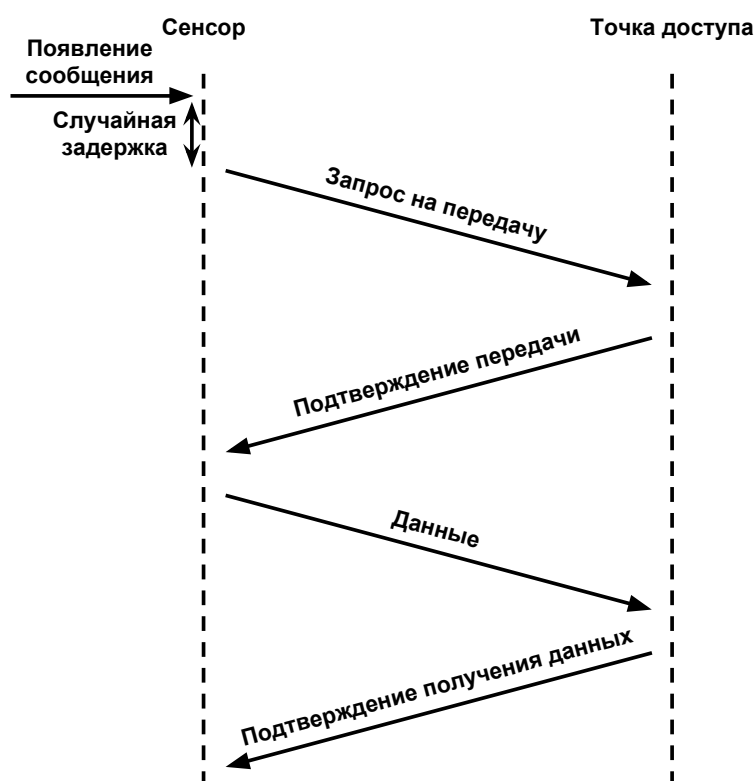 Сенсор
Точка доступа
Появление
сообщения
Случайная
задержка
Запрос на передачу
Подтверждение передачи
Данные
Подтверждение получения данных